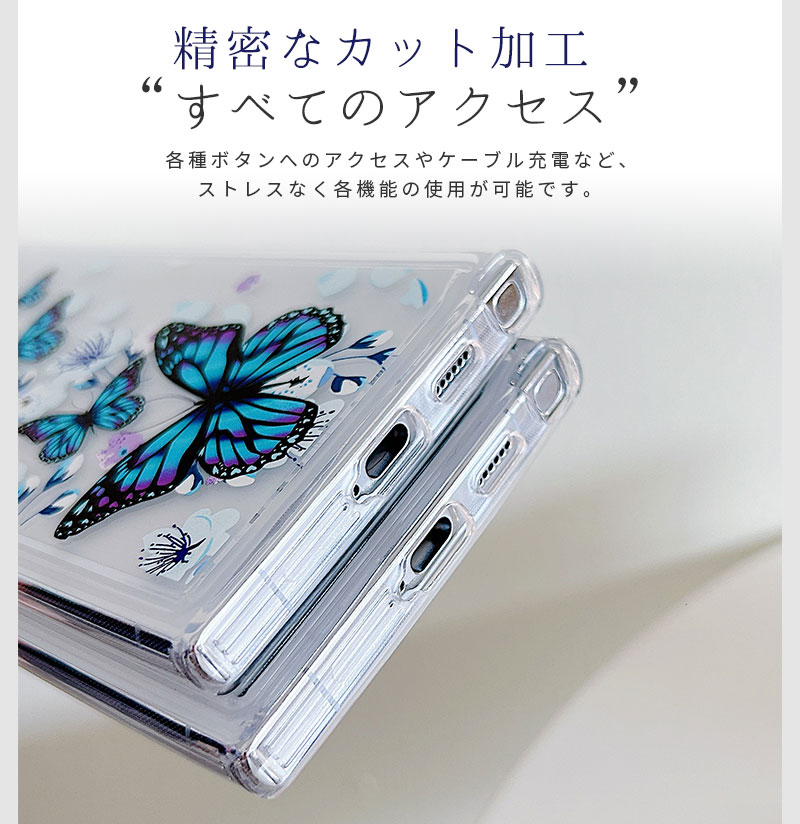 精密なカット加工
“すべてのアクセス”
各種ボタンへのアクセスやケーブル充電など、
ストレスなく各機能の使用が可能です。